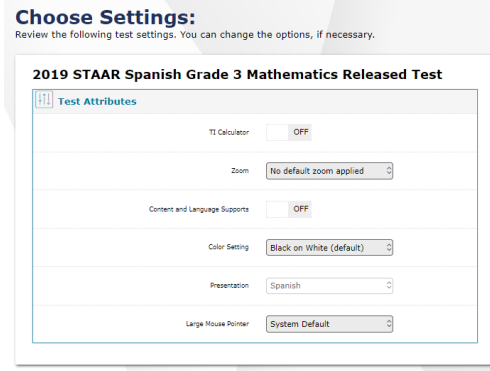 Choose Settings:
Review the following test settings. You can change the options, if necessary.
2019 STAAR Spanish Grade 3 Mathematics Released Test
Test Attributes
TI Calculator OFF
Zoom No default zoom applied
Content and Language Supports OFF
Color Setting Black on White (default)
Presentation Spanish
Large Mouse Pointer System Default